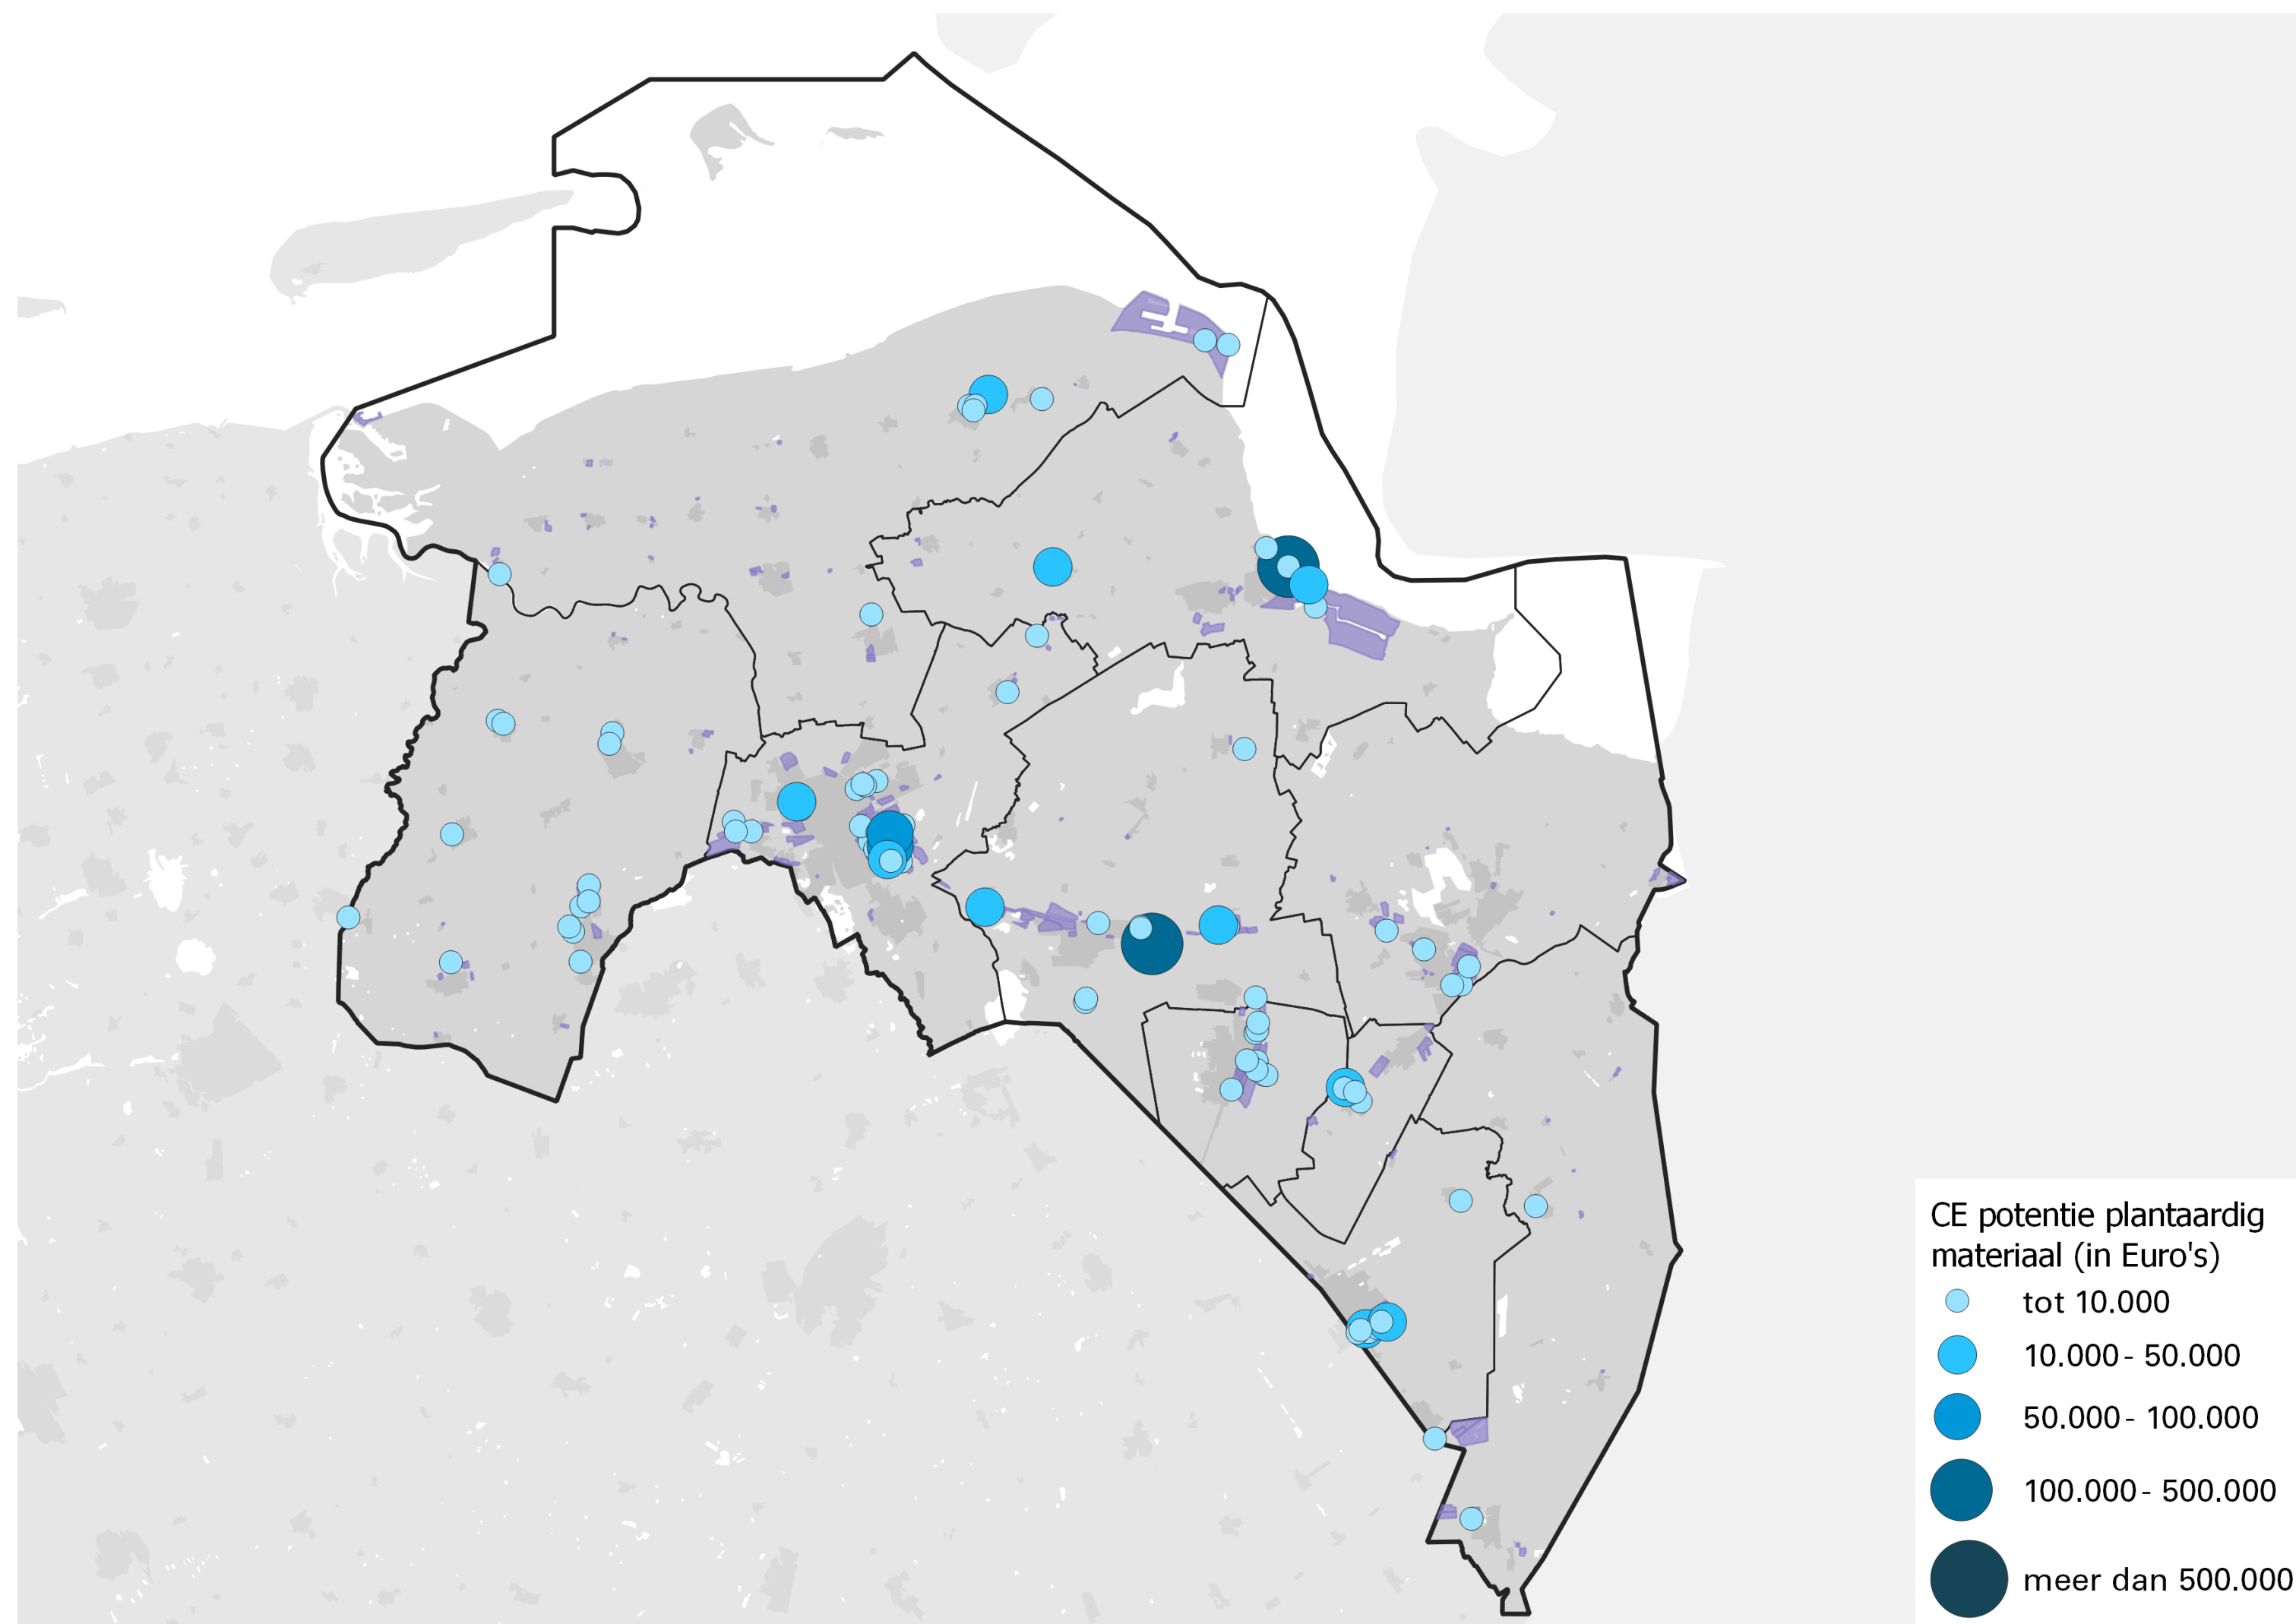 CE potentie plantaardig
materiaal (in Euro's)
tot 10.000
10.000 - 50.000
50.000 - 100.000
100.000 - 500.000
meer dan 500.000